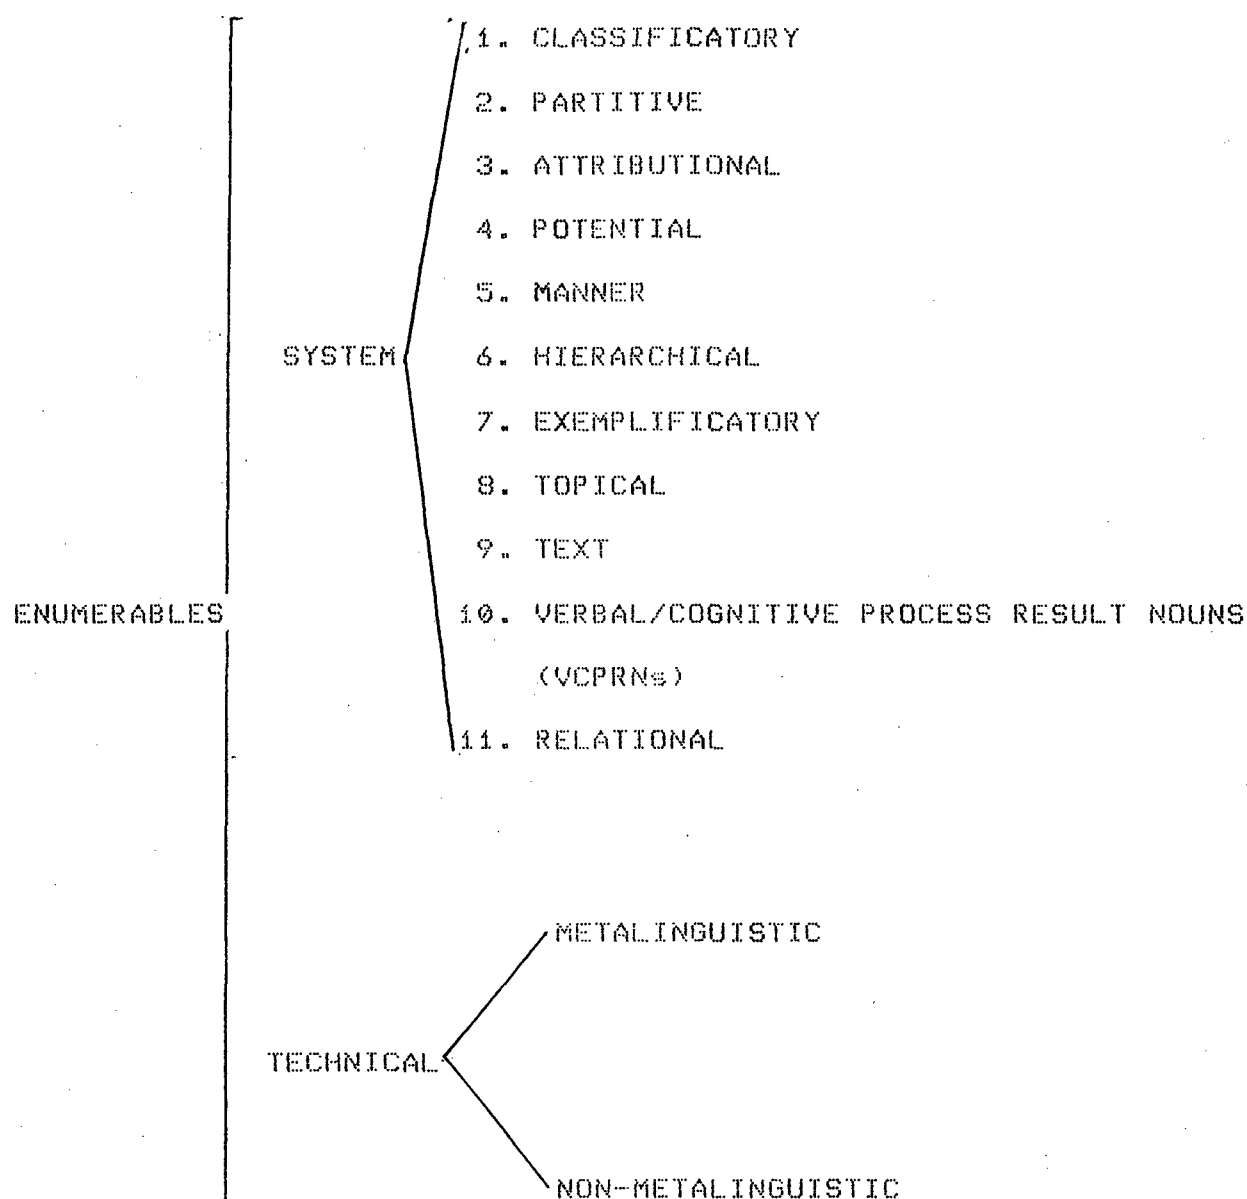 1. CLASSIFICATORY
2. PARTITIVE
3. ATTRIBUTIONAL
4. POTENTIAL
5. MANNER
SYSTEM 6. HIERARCHICAL
7. EXEMPLIFICATORY
8. TOPICAL
9. TEXT
ENUMERABLES 10. VERBAL/COGNITIVE PROCESS RESULT NOUNS
(VCPRNs)
11. RELATIONAL
METALINGUISTIC
TECHNICAL
NON-METALINGUISTIC